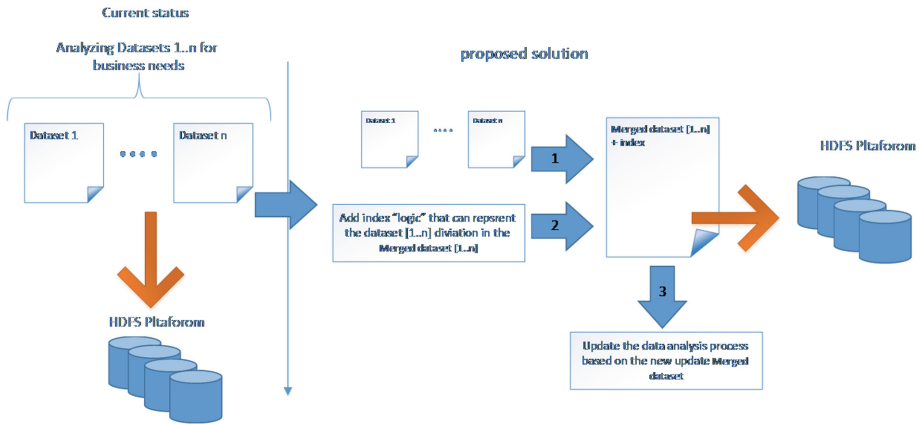 Current status
Analyzing Datasets 1..n for
business needs
Dataset 1
Dataset n
HDFS Pltaforom
proposed solution
Dataset 1
Dataset n
1
Merged dataset [1..n]
+ index
Add index "logic" that can reprsrent
the dataset [1..n] diviation in the
Merged dataset [1..n]
2
3
Update the data analysis process
based on the new update Merged
dataset
HDFS Pltaforom